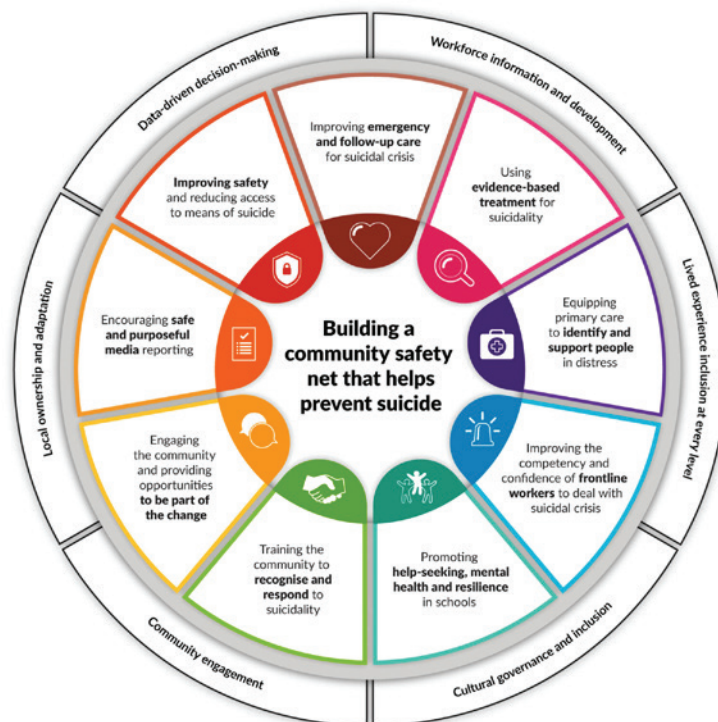 Data-driven decision-making
Workforce information and development
Lived experience inclusion at every level
Cultural governance and inclusion
Community engagement
Local ownership and adaptation
Improving emergency
and follow-up care
for suicidal crisis
Using
evidence-based
treatment for
suicidality
Equipping
primary care
to identify and
support people
in distress
Improving the
competency and
confidence of frontline
workers to deal with
suicidal crisis
Promoting
help-seeking, mental
health and resilience
in schools
Training the
community to
recognise and
respond to
suicidality
Engaging
the community
and providing
opportunities
to be part of
the change
Encouraging safe
and purposeful
media reporting
Improving safety
and reducing access
to means of suicide
Building a
community safety
net that helps
prevent suicide